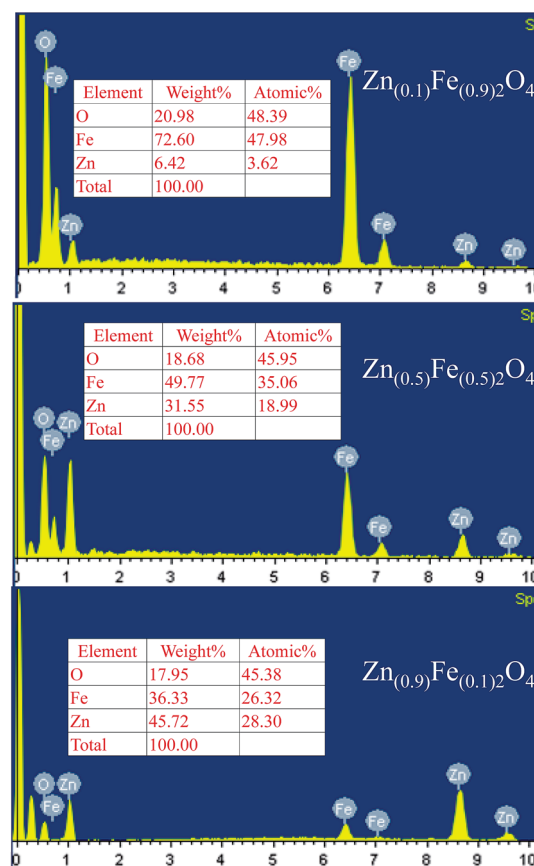 S
O
Fe
Fe
Zn(0.1)Fe(0.9)2O4
Element Weight% Atomic%
O 20.98 48.39
Fe 72.60 47.98
Zn 6.42 3.62
Total 100.00
Zn
Fe
Zn
Zn
0 1 2 3 4 5 6 7 8 9 10
Sp
Element Weight% Atomic%
O 18.68 45.95
Fe 49.77 35.06
Zn 31.55 18.99
Total 100.00
Zn(0.5)Fe(0.5)2O4
O
Zn
Fe
Fe
Fe
Zn
Zn
0 1 2 3 4 5 6 7 8 9 10
Spe
Element Weight% Atomic%
O 17.95 45.38
Fe 36.33 26.32
Zn 45.72 28.30
Total 100.00
Zn(0.9)Fe(0.1)2O4
O
Zn
Fe
Fe
Fe
Zn
Zn
0 1 2 3 4 5 6 7 8 9 10